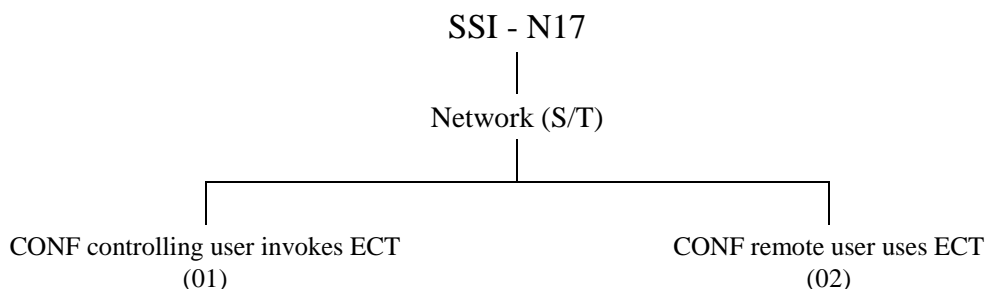 SSI - N17
Network (S/T)
CONF controlling user invokes ECT
(01)
CONF remote user uses ECT
(02)